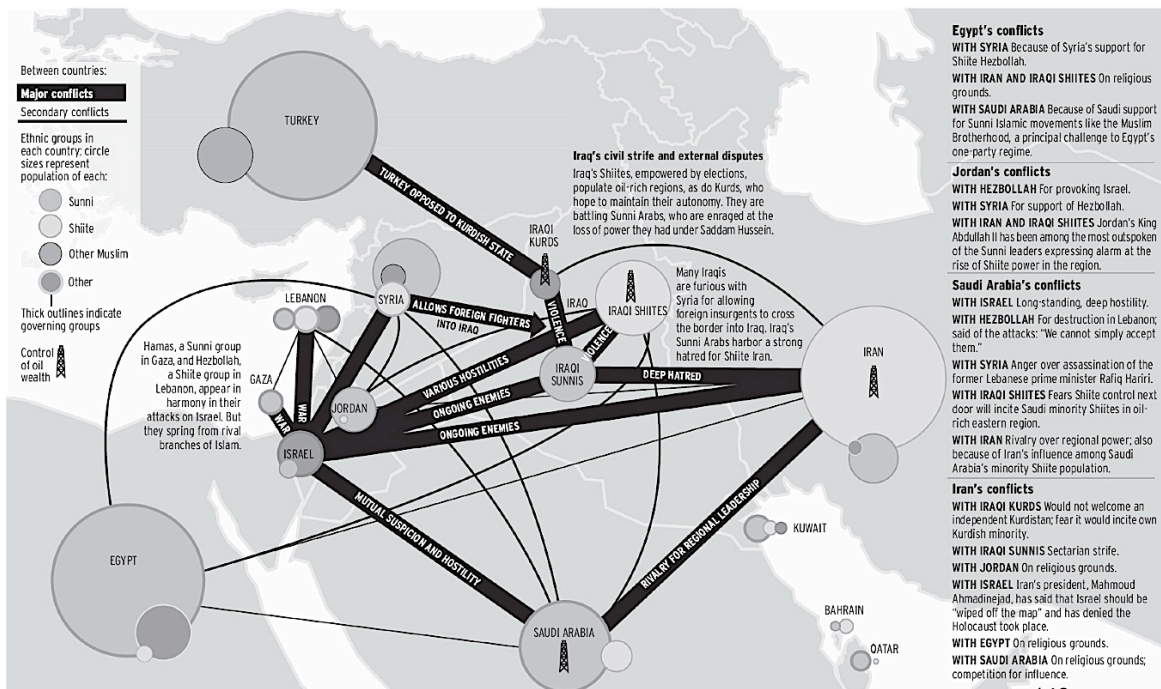 Between countries:
Major conflicts
Secondary conflicts
Ethnic groups in
each country; circle
sizes represent
population of each:
Sunni
Shiite
Other Muslim
Other
Thick outlines indicate
governing groups
Control
of oil
wealth
TURKEY
TURKEY OPPOSED TO KURDISH STATE
Iraq's civil strife and external disputes
Iraq's Shiites, empowered by elections,
populate oil-rich regions, as do Kurds, who
hope to maintain their autonomy. They are
battling Sunni Arabs, who are enraged at the
loss of power they had under Saddam Hussein.
IRAQI
KURDS
LEBANON
SYRIA
ALLOWS FOREIGN FIGHTERS
INTO IRAQ
VIOLENCE
IRAQ
IRAQI SHIITES
VIOLENCE
Many Iraqis
are furious with
Syria for allowing
foreign insurgents to cross
the border into Iraq. Iraq's
Sunni Arabs harbor a strong
hatred for Shiite Iran.
Hamas, a Sunni group
in Gaza, and Hezbollah,
a Shiite group in
Lebanon, appear in
harmony in their
attacks on Israel. But
they spring from rival
branches of Islam.
GAZA
WAR
WAR
JORDAN
ISRAEL
VARIOUS HOSTILITIES
ONGOING ENEMIES
ONGOING ENEMIES
IRAQI
SUNNIS
DEEP HATRED
IRAN
MUTUAL SUSPICION AND HOSTILITY
RIVALRY FOR REGIONAL LEADERSHIP
EGYPT
SAUDI ARABIA
KUWAIT
BAHRAIN
QATAR
Egypt's conflicts
WITH SYRIA Because of Syria's support for
Shiite Hezbollah.
WITH IRAN AND IRAQI SHIITES On religious
grounds.
WITH SAUDI ARABIA Because of Saudi support
for Sunni Islamic movements like the Muslim
Brotherhood, a principal challenge to Egypt's
one-party regime.
Jordan's conflicts
WITH HEZBOLLAH For provoking Israel.
WITH SYRIA For support of Hezbollah.
WITH IRAN AND IRAQI SHIITES Jordan's King
Abdullah II has been among the most outspoken
of the Sunni leaders expressing alarm at the
rise of Shiite power in the region.
Saudi Arabia's conflicts
WITH ISRAEL Long-standing, deep hostility.
WITH HEZBOLLAH For destruction in Lebanon;
said of the attacks: “We cannot simply accept
them.”
WITH SYRIA Anger over assassination of the
former Lebanese prime minister Rafiq Hariri.
WITH IRAQI SHIITES Fears Shiite control next
door will incite Saudi minority Shiites in oil-
rich eastern region.
WITH IRAN Rivalry over regional power; also
because of Iran's influence among Saudi
Arabia's minority Shiite population.
Iran's conflicts
WITH IRAQI KURDS Would not welcome an
independent Kurdistan; fear it would incite own
Kurdish minority.
WITH IRAQI SUNNIS Sectarian strife.
WITH JORDAN On religious grounds.
WITH ISRAEL Iran's president, Mahmoud
Ahmadinejad, has said that Israel should be
“wiped off the map” and has denied the
Holocaust took place.
WITH EGYPT On religious grounds.
WITH SAUDI ARABIA On religious grounds;
competition for influence.